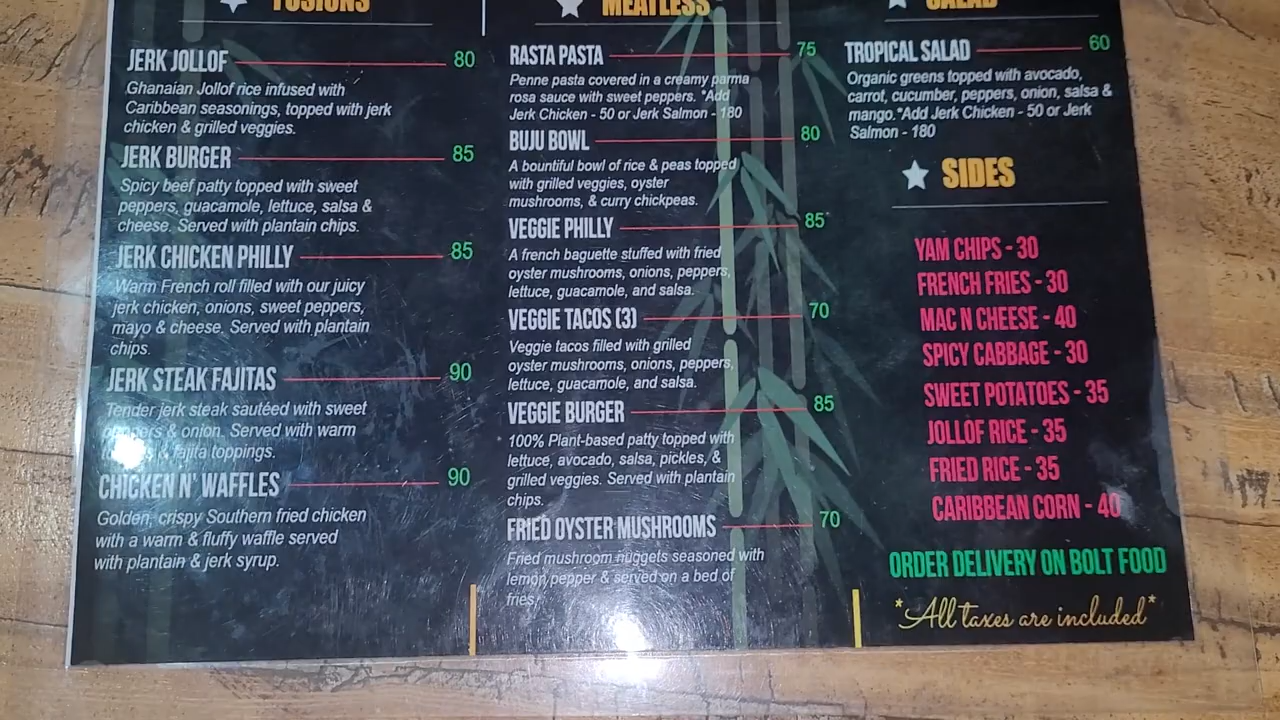 FUSIONS
JERK JOLLOF 80
Ghanaian Jollof rice infused with
Caribbean seasonings, topped with jerk
chicken & grilled veggies.
JERK BURGER 85
Spicy beef patty topped with sweet
peppers, guacamole, lettuce, salsa &
cheese. Served with plantain chips.
JERK CHICKEN PHILLY 85
Warm French roll filled with our juicy
jerk chicken, onions, sweet peppers,
mayo & cheese. Served with plantain
chips.
JERK STEAK FAJITAS 90
Tender jerk steak sautéed with sweet
peppers & onion. Served with warm
& fajita toppings.
CHICKEN N' WAFFLES 90
Golden, crispy Southern fried chicken
with a warm & fluffy waffle served
with plantain & jerk syrup.
MEATLESS
RASTA PASTA 75
Penne pasta covered in a creamy parma
rosa sauce with sweet peppers. *Add
Jerk Chicken - 50 or Jerk Salmon - 180
BUJU BOWL 80
A bountiful bowl of rice & peas topped
with grilled veggies, oyster
mushrooms, & curry chickpeas.
VEGGIE PHILLY 85
A french baguette stuffed with fried
oyster mushrooms, onions, peppers,
lettuce, guacamole, and salsa.
VEGGIE TACOS (3) 70
Veggie tacos filled with grilled
oyster mushrooms, onions, peppers,
lettuce, guacamole, and salsa.
VEGGIE BURGER 85
100% Plant-based patty topped with
lettuce, avocado, salsa, pickles, &
grilled veggies. Served with plantain
chips.
FRIED OYSTER MUSHROOMS 70
Fried mushroom nuggets seasoned with
lemon pepper & served on a bed of
fries.
SALAD
TROPICAL SALAD 60
Organic greens topped with avocado,
carrot, cucumber, peppers, onion, salsa &
mango.*Add Jerk Chicken - 50 or Jerk
Salmon - 180
SIDES
YAM CHIPS - 30
FRENCH FRIES - 30
MAC N CHEESE - 40
SPICY CABBAGE - 30
SWEET POTATOES - 35
JOLLOF RICE - 35
FRIED RICE - 35
CARIBBEAN CORN - 40
ORDER DELIVERY ON BOLT FOOD
*All taxes are included*